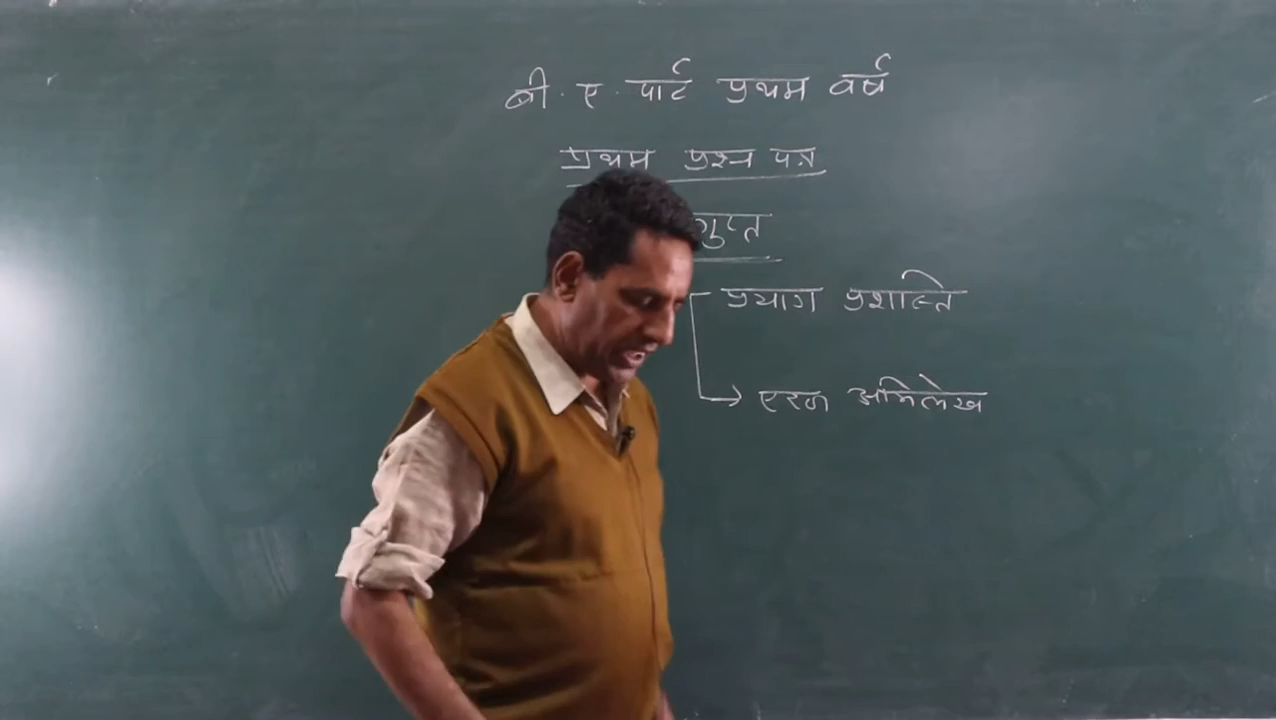 बी. ए. पार्ट प्रथम वर्ष
प्रथम प्रश्न पत्र
गुप्त
प्रयाग प्रशस्ति
एरण अभिलेख